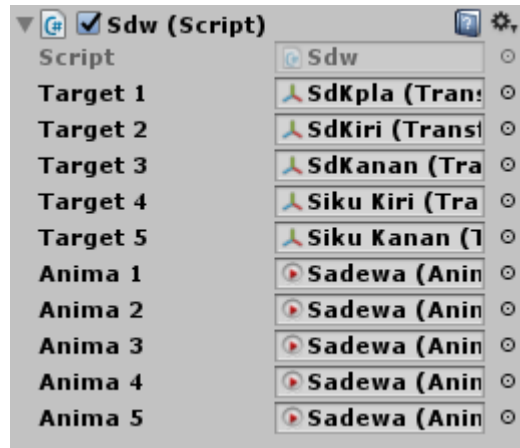 Sdw (Script)
Script Sdw
Target 1 SdKpla (Trans
Target 2 SdKiri (Transf
Target 3 SdKanan (Tra
Target 4 Siku Kiri (Tra
Target 5 Siku Kanan (T
Anima 1 Sadewa (Anin
Anima 2 Sadewa (Anin
Anima 3 Sadewa (Anin
Anima 4 Sadewa (Anin
Anima 5 Sadewa (Anin